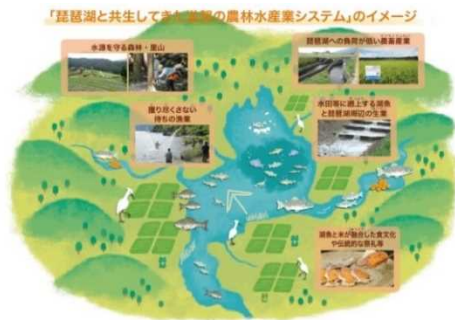 「琵琶湖と共生してきた滋賀の農林水産業システム」のイメージ
水源を守る森林・里山
琵琶湖への負荷が低い農畜産業
獲り尽くさない
待ちの漁業
水田等に遡上する湖魚
と琵琶湖周辺の生業
湖魚と米が融合した食文化
や伝統的な祭礼等